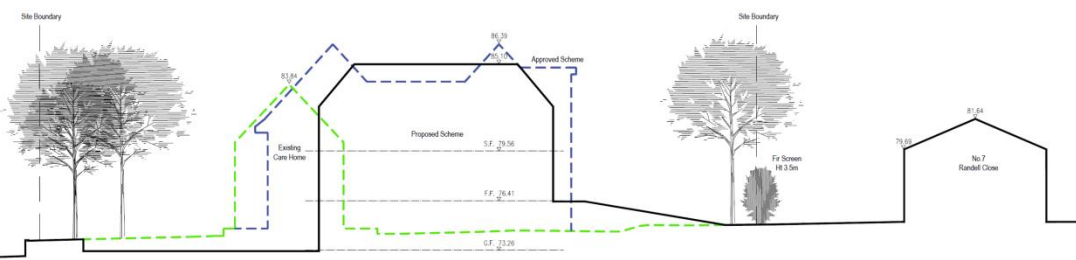 Site Boundary
Site Boundary
86.39
85.10
Approved Scheme
83.64
81.64
Existing
Care Home
Proposed Scheme
S.F. 79.56
79.69
Fir Screen
Ht 3.5m
No.7
Randell Close
F.F. 76.41
G.F. 73.26